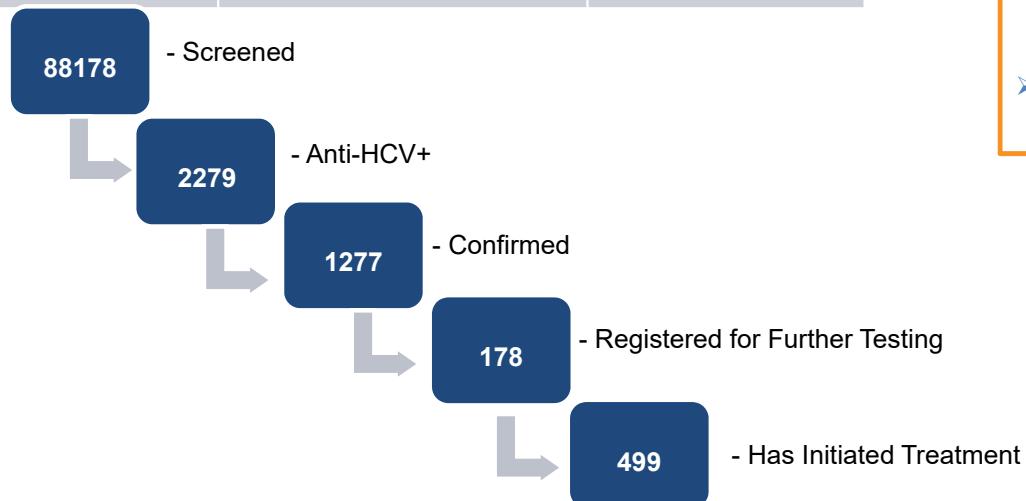 88178
- Screened
2279
- Anti-HCV+
1277
- Confirmed
178
- Registered for Further Testing
499
- Has Initiated Treatment